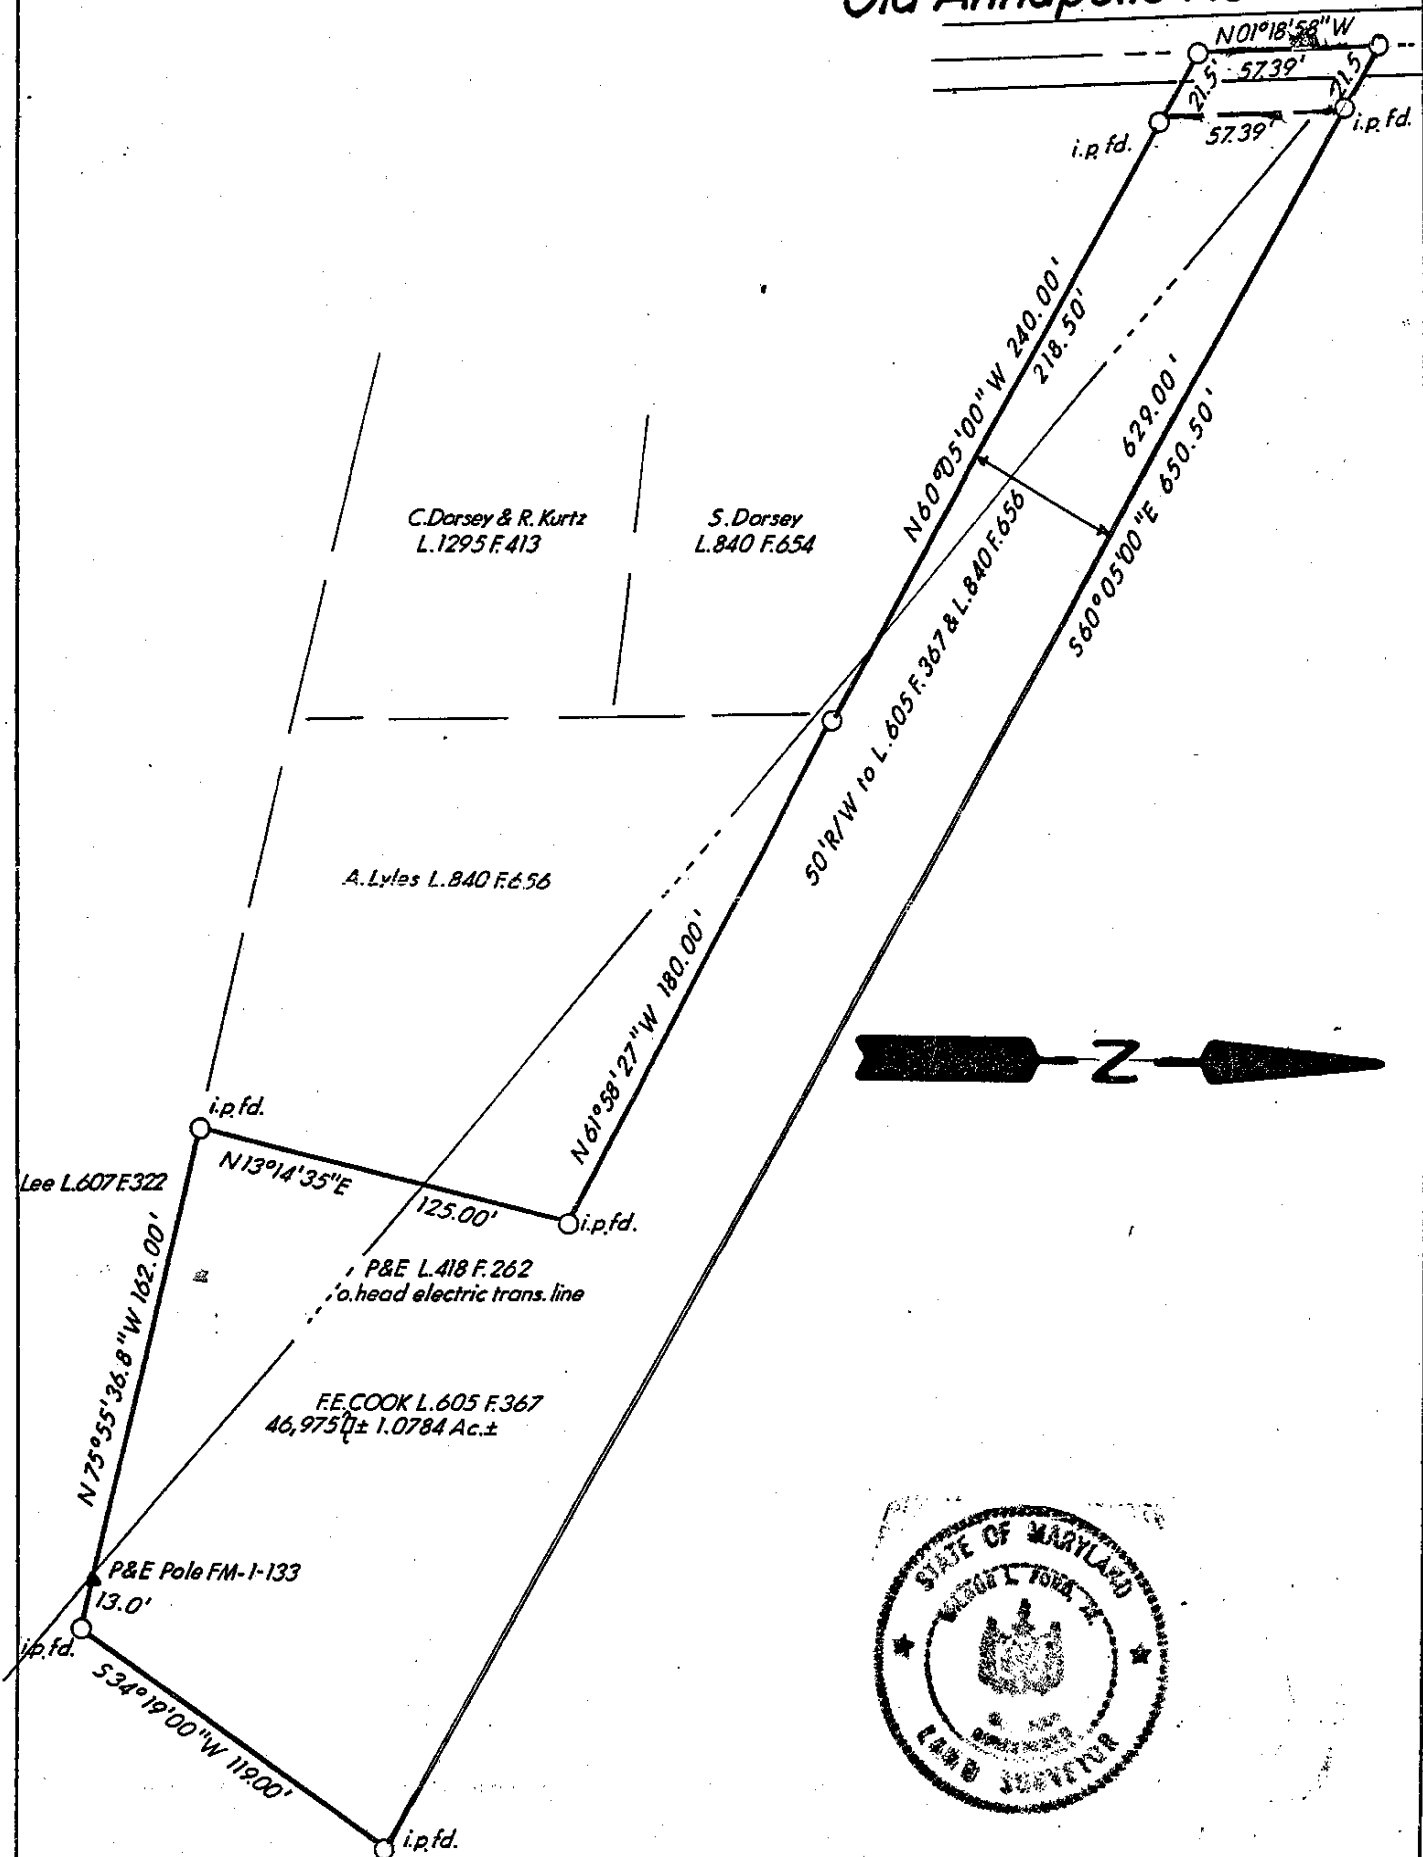 Old Annapolis
N01°18'58"W
57.39'
21.5'
21.5
57.39'
i.p. fd.
i.p. fd.
N60°05'00"W 240.00'
218.50'
629.00'
S60°05'00"E 650.50'
50'R/W to L.605 F.367 & L.840 F.656
C.Dorsey & R.Kurtz
L.1295 F.413
S.Dorsey
L.840 F.654
A.Lyles L.840 F.656
N61°58'27"W 180.00'
N
i.p. fd.
N13°14'35"E
125.00'
i.p. fd.
Lee L.607 F.322
N75°55'36.8"W 162.00'
P&E L.418 F.262
o.head electric trans. line
F.E.COOK L.605 F.367
46,975 ± 1.0784 Ac.±
P&E Pole FM-1-133
13.0'
i.p. fd.
S34°19'00"W 119.00'
i.p. fd.
STATE OF MARYLAND
LAND SURVEYOR